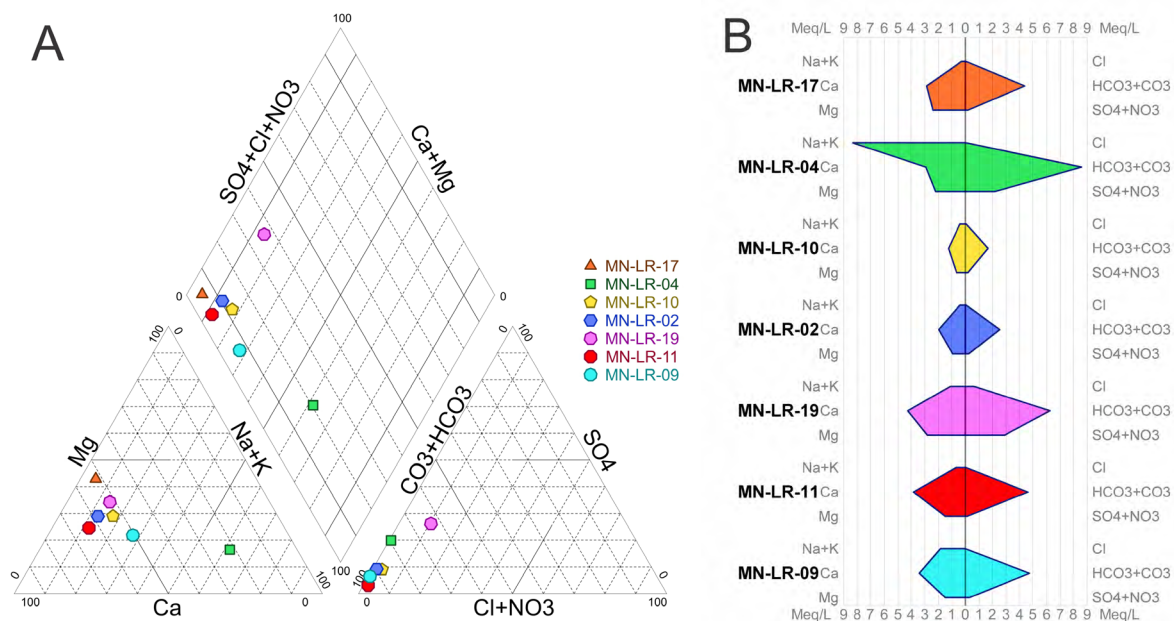 A
100
SO4+Cl+NO3
Ca+Mg
0
0
100
0
100
0
Mg
Na+K
CO3+HCO3
SO4
0
100
100
100
0
100
0
Ca
0
Cl+NO3
100
MN-LR-17
MN-LR-04
MN-LR-10
MN-LR-02
MN-LR-19
MN-LR-11
MN-LR-09
B
Meq/L 9 8 7 6 5 4 3 2 1 0 1 2 3 4 5 6 7 8 9 Meq/L
Na+K Cl
MN-LR-17 Ca HCO3+CO3
Mg SO4+NO3
Na+K Cl
MN-LR-04 Ca HCO3+CO3
Mg SO4+NO3
Na+K Cl
MN-LR-10 Ca HCO3+CO3
Mg SO4+NO3
Na+K Cl
MN-LR-02 Ca HCO3+CO3
Mg SO4+NO3
Na+K Cl
MN-LR-19 Ca HCO3+CO3
Mg SO4+NO3
Na+K Cl
MN-LR-11 Ca HCO3+CO3
Mg SO4+NO3
Na+K Cl
MN-LR-09 Ca HCO3+CO3
Mg SO4+NO3
Meq/L 9 8 7 6 5 4 3 2 1 0 1 2 3 4 5 6 7 8 9 Meq/L